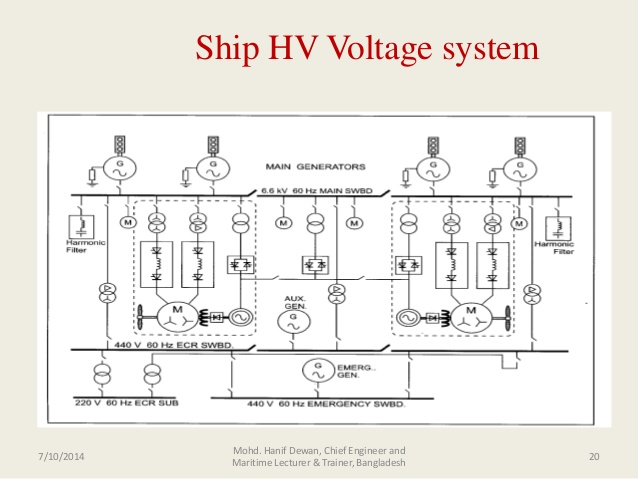 Ship HV Voltage system
G
G
G
G
MAIN GENERATORS
6.6 kV 60 Hz MAIN SWBD
M
M
M
M
Harmonic
Filter
Harmonic
Filter
AUX.
GEN.
G
M
M
440 V 60 Hz ECR SWBD.
G
EMERG..
GEN.
220 V 60 Hz ECR SUB
440 V 60 Hz EMERGENCY SWBD.
7/10/2014
Mohd. Hanif Dewan, Chief Engineer and
Maritime Lecturer & Trainer, Bangladesh
20